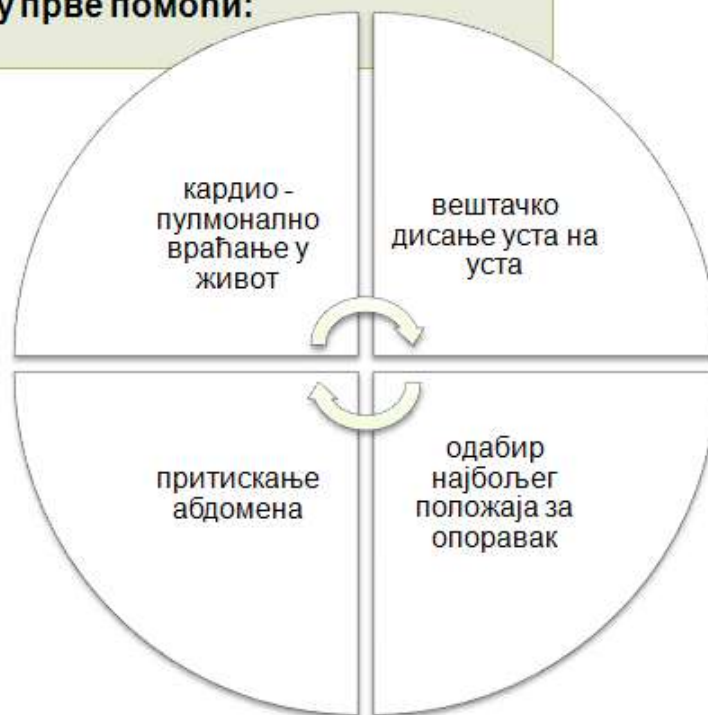 у прве помоћи:
кардио -
пулмонално
враћање у
живот
вештачко
дисање уста на
уста
притискање
абдомена
одабир
најбољег
положаја за
опоравак